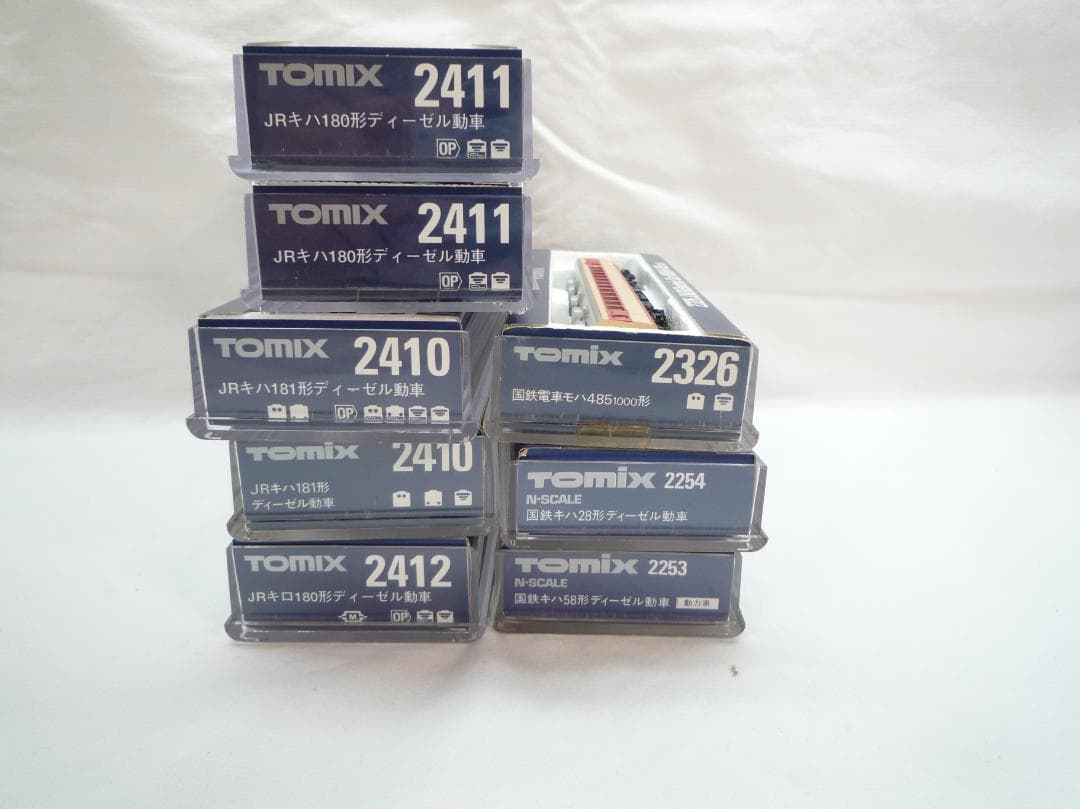 TOMIX 2411
JRキハ180形ディーゼル動車
OP
TOMIX 2411
JRキハ180形ディーゼル動車
OP
TOMIX 2410
JRキハ181形ディーゼル動車
OP
TOMIX 2410
JRキハ181形
ディーゼル動車
TOMIX 2412
JRキロ180形ディーゼル動車
M OP
TOMIX 2326
国鉄電車モハ4851000形
TOMIX 2254
N-SCALE
国鉄キハ28形ディーゼル動車
TOMIX 2253
N-SCALE
国鉄キハ58形ディーゼル動車 動力車